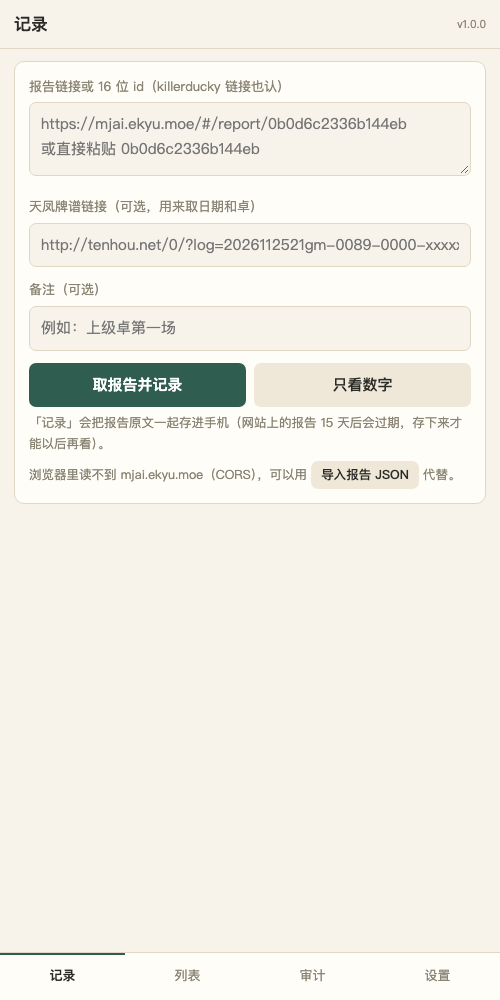 记录
v1.0.0
报告链接或 16 位 id（killerducky 链接也认）
https://mjai.ekyu.moe/#/report/0b0d6c2336b144eb
或直接粘贴 0b0d6c2336b144eb
天凤牌谱链接（可选，用来取日期和卓）
http://tenhou.net/0/?log=2026112521gm-0089-0000-xxxx
备注（可选）
例如：上级卓第一场
取报告并记录
只看数字
「记录」会把报告原文一起存进手机（网站上的报告 15 天后会过期，存下来才
能以后再看）。
浏览器里读不到 mjai.ekyu.moe（CORS），可以用 导入报告 JSON 代替。
记录
列表
审计
设置